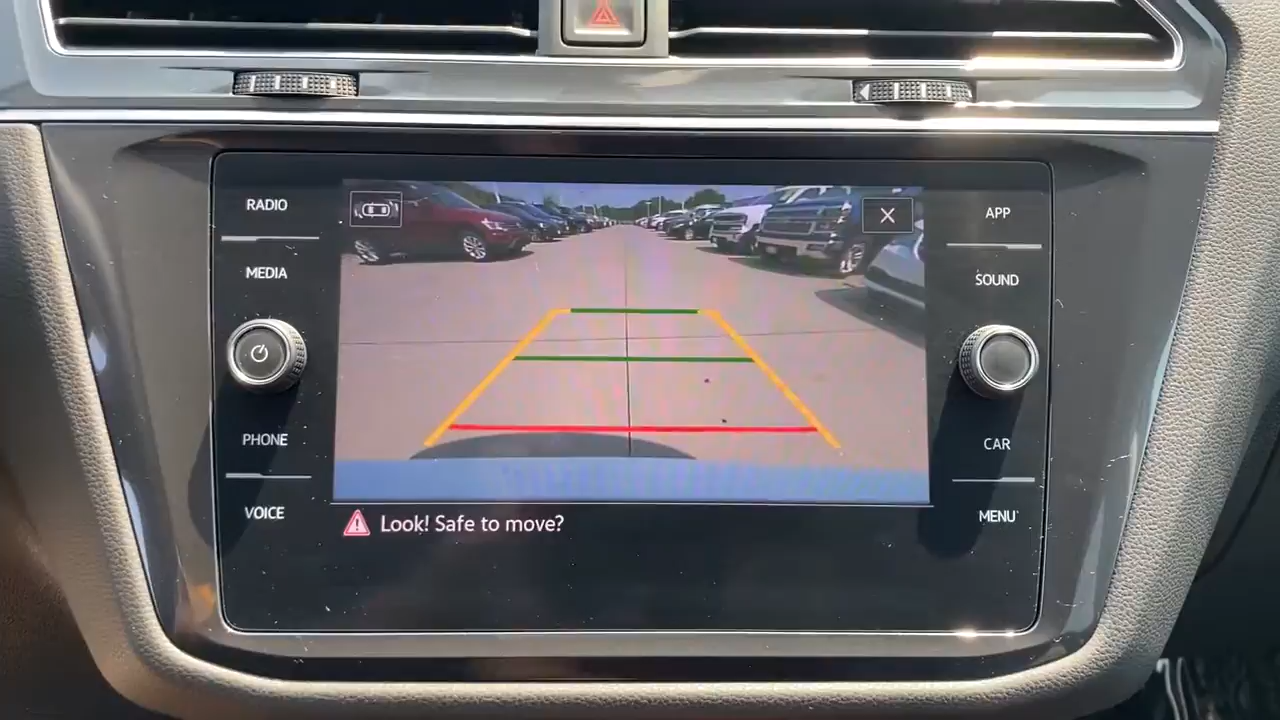 RADIO
MEDIA
PHONE
VOICE
APP
SOUND
CAR
MENU
Look! Safe to move?